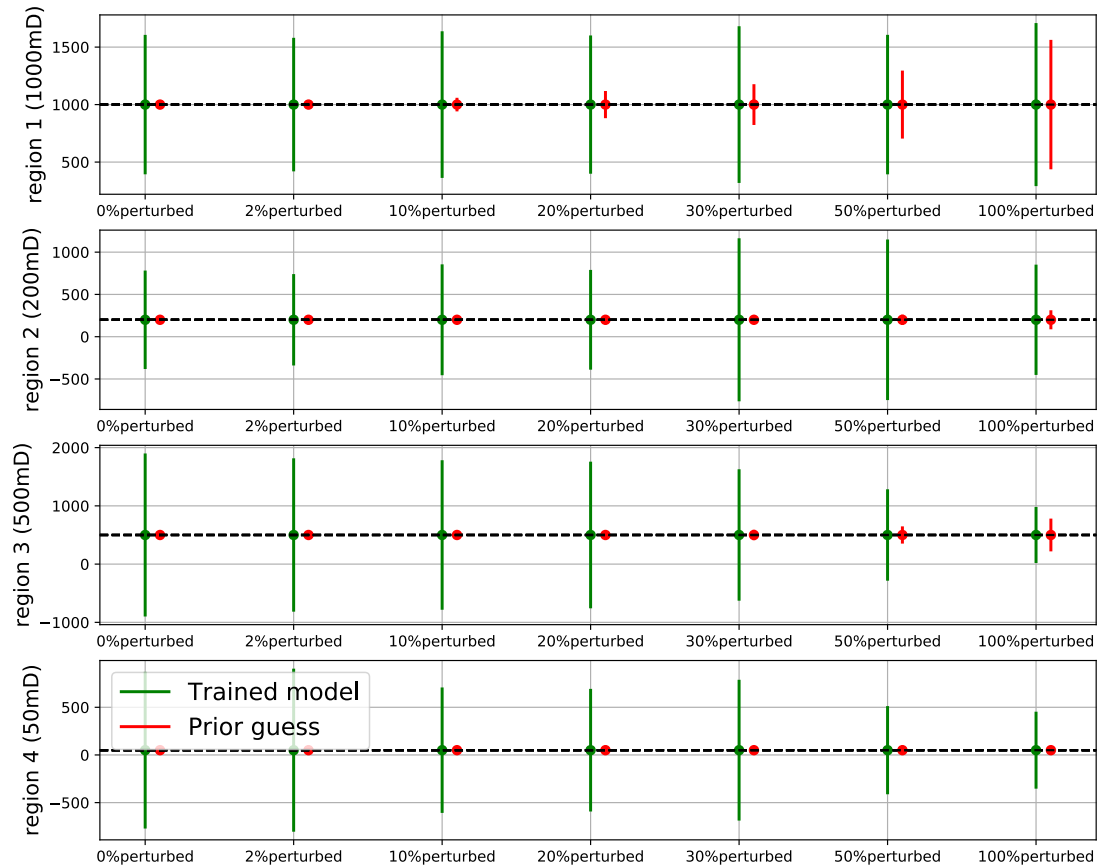 region 1 (1000mD)
1500
1000
500
0%perturbed 2%perturbed 10%perturbed 20%perturbed 30%perturbed 50%perturbed 100%perturbed
region 2 (200mD)
1000
500
0
−500
0%perturbed 2%perturbed 10%perturbed 20%perturbed 30%perturbed 50%perturbed 100%perturbed
region 3 (500mD)
2000
1000
0
−1000
0%perturbed 2%perturbed 10%perturbed 20%perturbed 30%perturbed 50%perturbed 100%perturbed
region 4 (50mD)
500
0
−500
Trained model
Prior guess
0%perturbed 2%perturbed 10%perturbed 20%perturbed 30%perturbed 50%perturbed 100%perturbed